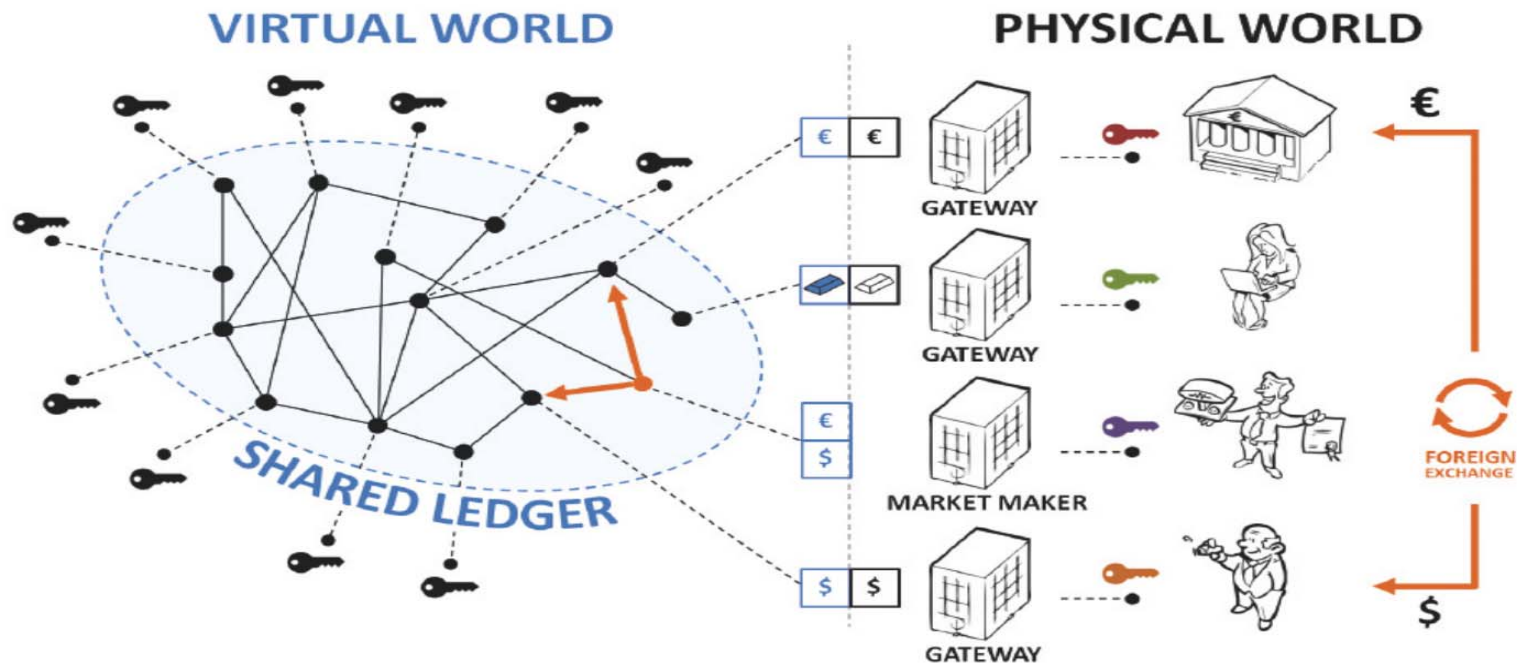 VIRTUAL WORLD
PHYSICAL WORLD
€ €
€
€
GATEWAY
GATEWAY
€
$
MARKET MAKER
FOREIGN
EXCHANGE
SHARED LEDGER
$ $
$
GATEWAY